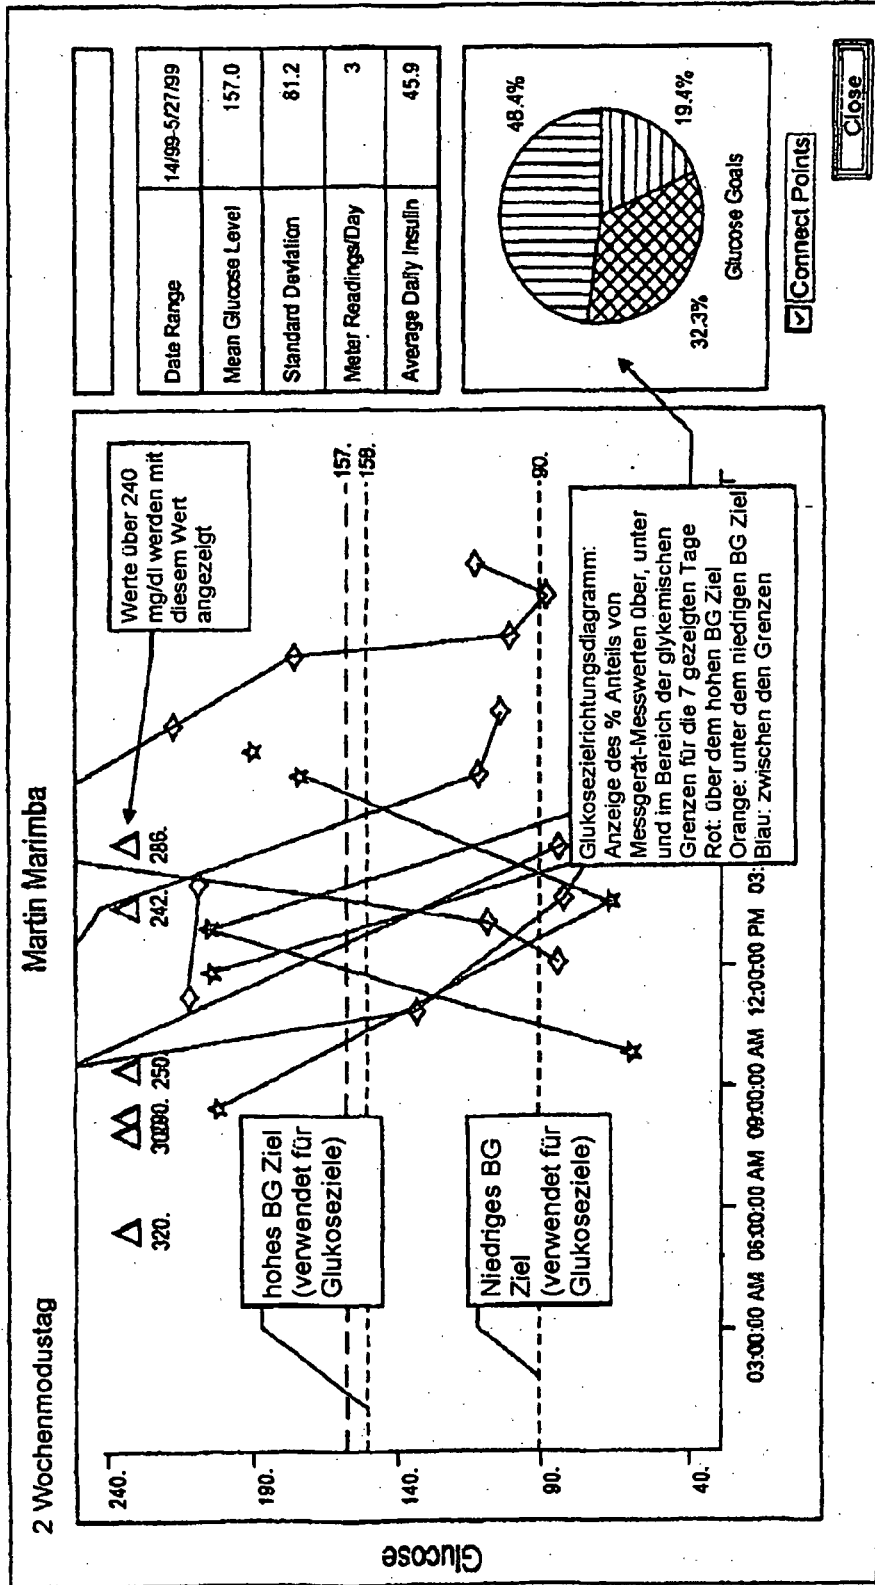 2 Wochenmodustag
Martin Marimba
Glucose
240.
190.
140.
90.
40.
320.
250.
242.
286.
Werte über 240
mg/dl werden mit
diesem Wert
angezeigt
157.
158.
90.
hohes BG Ziel
(verwendet für
Glukoseziele)
Niedriges BG
Ziel
(verwendet für
Glukoseziele)
Glukosezielrichtungsdiagramm:
Anzeige des % Anteils von
Messgerät-Messwerten über, unter
und im Bereich der glykemischen
Grenzen für die 7 gezeigten Tage
Rot: über dem hohen BG Ziel
Orange: unter dem niedrigen BG Ziel
Blau: zwischen den Grenzen
03:00:00 AM 06:00:00 AM 09:00:00 AM 12:00:00 PM 03:
Date Range 14/99-5/27/99
Mean Glucose Level 157.0
Standard Deviation 81.2
Meter Readings/Day 3
Average Daily Insulin 45.9
48.4%
19.4%
32.3%
Glucose Goals
Connect Points
Close